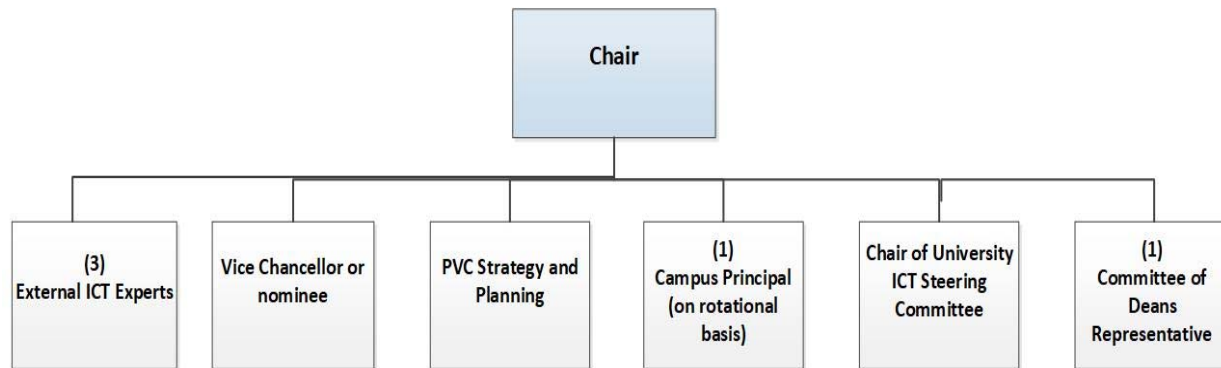 Chair
(3)
External ICT Experts
Vice Chancellor or
nominee
PVC Strategy and
Planning
(1)
Campus Principal
(on rotational
basis)
Chair of University
ICT Steering
Committee
(1)
Committee of
Deans
Representative